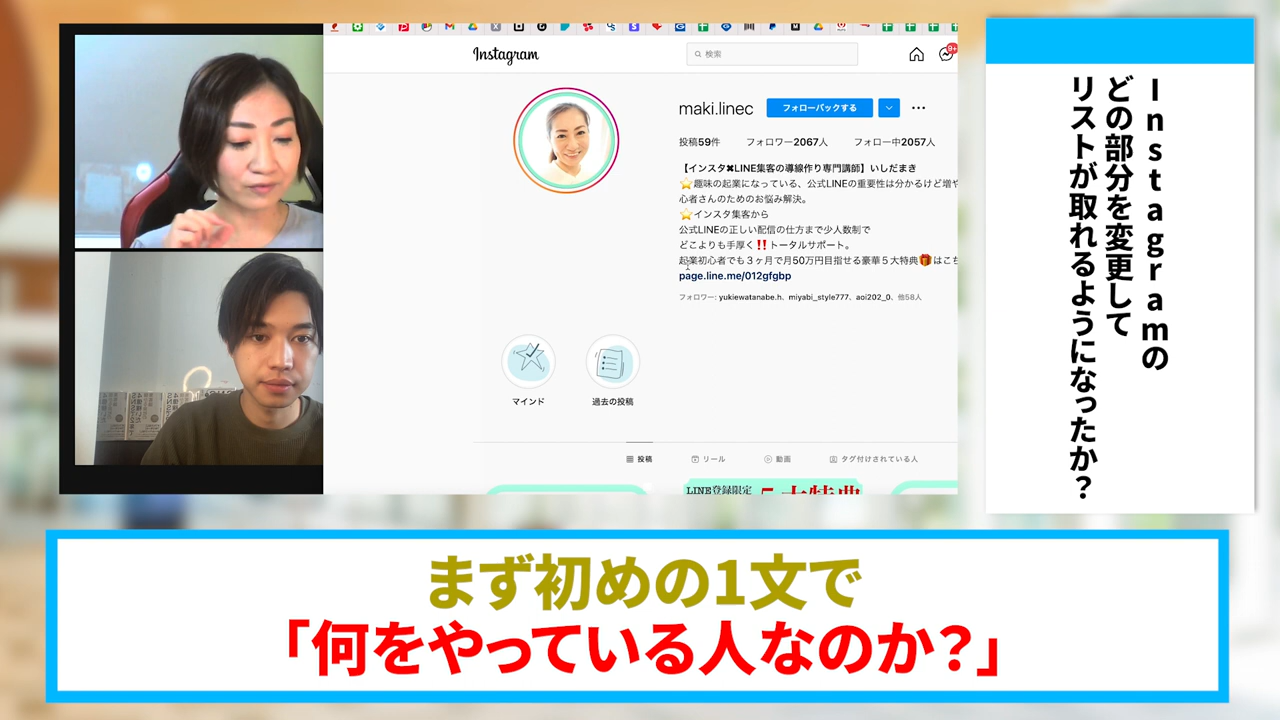 Instagram
検索
9+
maki.linec
フォローバックする
投稿59件 フォロワー2067人 フォロー中2057人
【インスタ✖LINE集客の導線作り専門講師】いしだまき
⭐趣味の起業になっている、公式LINEの重要性は分かるけど増や
心者さんのためのお悩み解決。
⭐インスタ集客から
公式LINEの正しい配信の仕方まで少人数制で
どこよりも手厚く‼️トータルサポート。
起業初心者でも３ヶ月で月50万円目指せる豪華５大特典🎁はこち
page.line.me/012gfgbp
フォロワー: yukiewatanabe.h、miyabi_style777、aoi202_0、他58人
マインド
過去の投稿
投稿
リール
動画
タグ付けされている人
LINE登録限定
５大特典
Instagramの
どの部分を変更して
リストが取れるようになったか？
まず初めの1文で
「何をやっている人なのか？」